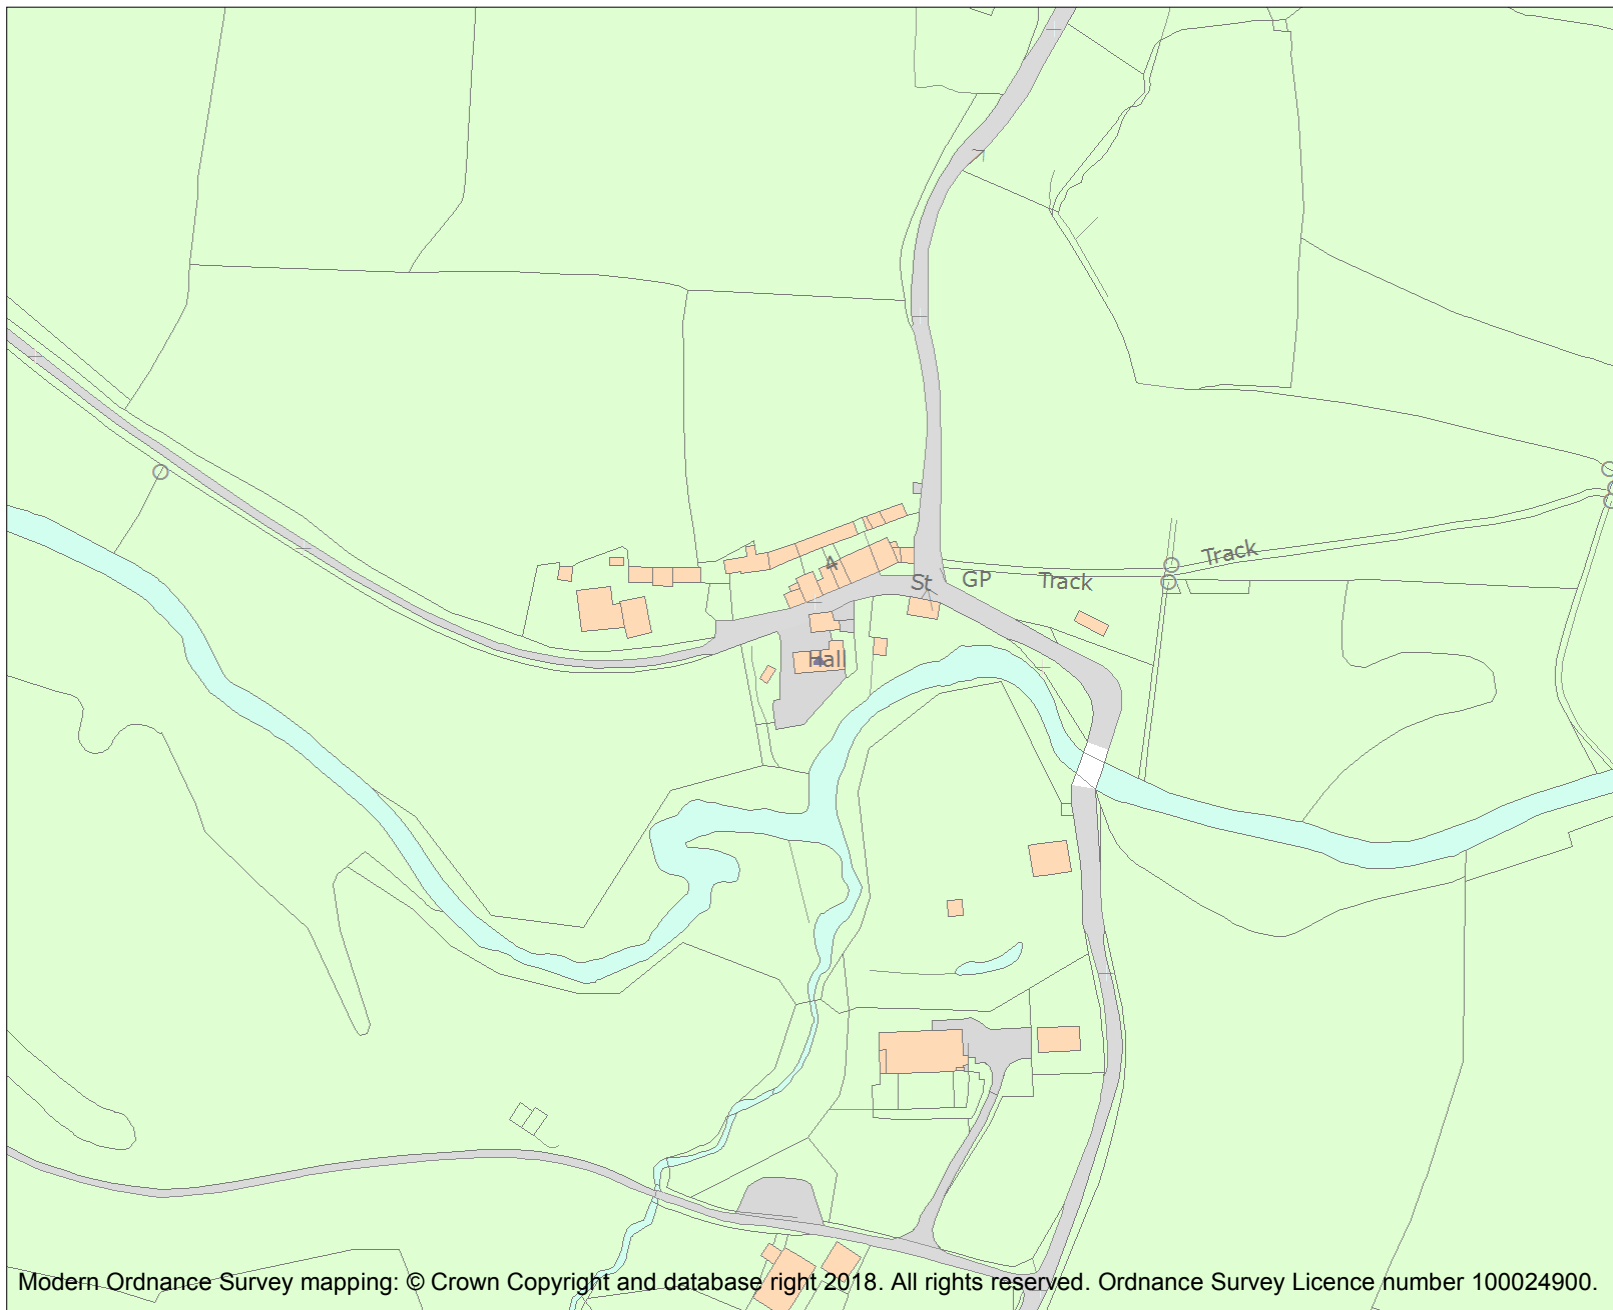 4
Track
St GP Track
Hall
Modern Ordnance Survey mapping: © Crown Copyright and database right 2018. All rights reserved. Ordnance Survey Licence number 100024900.